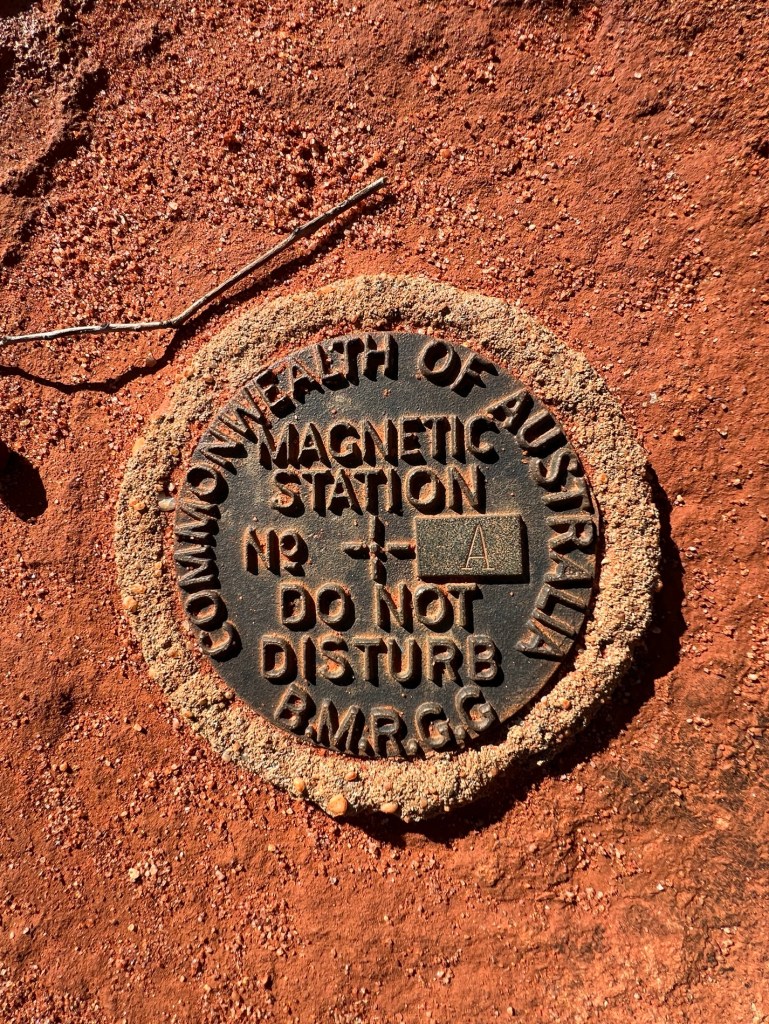 COMMONWEALTH OF AUSTRALIA
MAGNETIC
STATION
No A
DO NOT
DISTURB
B.M.R.G.G